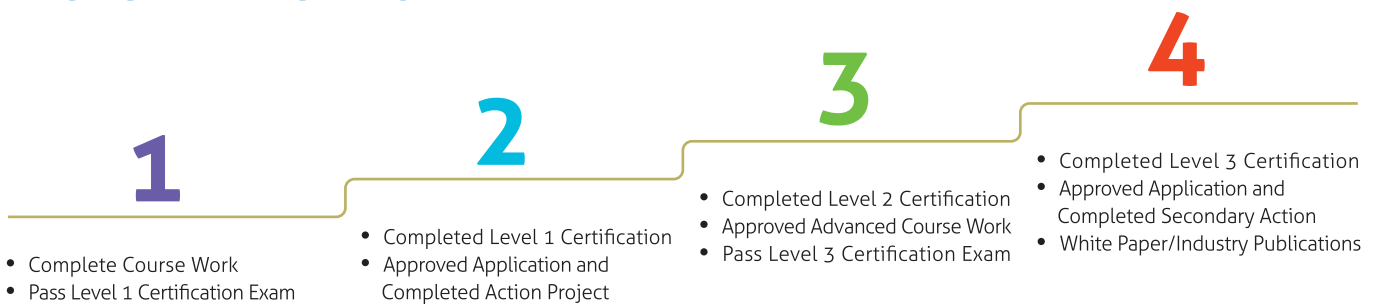 1
• Complete Course Work
• Pass Level 1 Certification Exam
2
• Completed Level 1 Certification
• Approved Application and
Completed Action Project
3
• Completed Level 2 Certification
• Approved Advanced Course Work
• Pass Level 3 Certification Exam
4
• Completed Level 3 Certification
• Approved Application and
Completed Secondary Action
• White Paper/Industry Publications